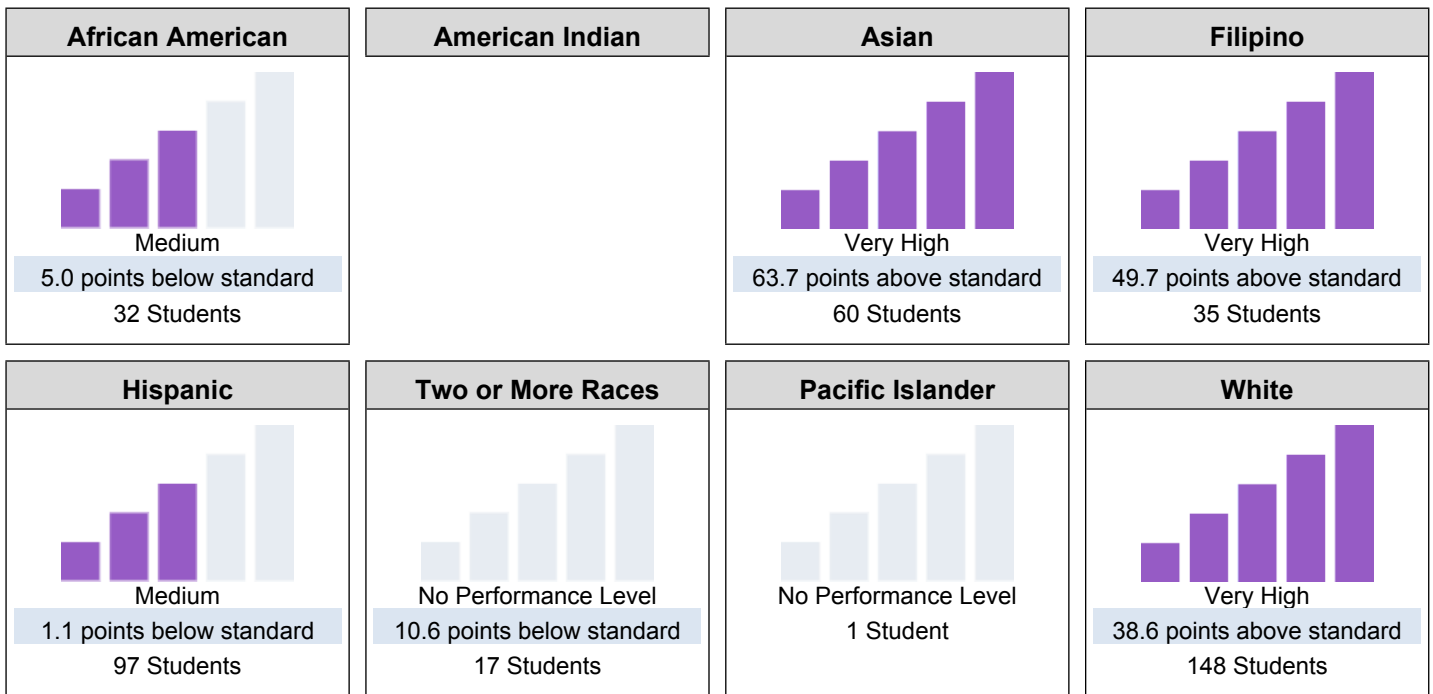 African American
Medium
5.0 points below standard
32 Students
American Indian
Asian
Very High
63.7 points above standard
60 Students
Filipino
Very High
49.7 points above standard
35 Students
Hispanic
Medium
1.1 points below standard
97 Students
Two or More Races
No Performance Level
10.6 points below standard
17 Students
Pacific Islander
No Performance Level
1 Student
White
Very High
38.6 points above standard
148 Students